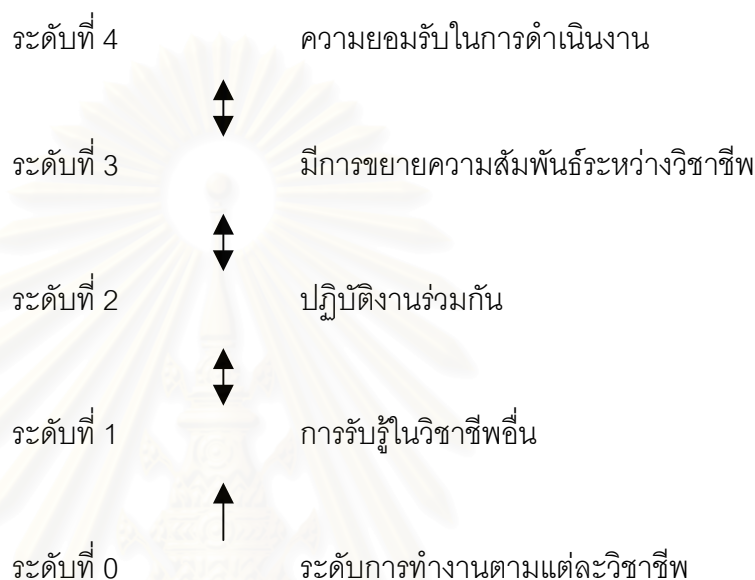 ระดับที่ 4 ความยอมรับในการดำเนินงาน
ระดับที่ 3 มีการขยายความสัมพันธ์ระหว่างวิชาชีพ
ระดับที่ 2 ปฏิบัติงานร่วมกัน
ระดับที่ 1 การรับรู้ในวิชาชีพอื่น
ระดับที่ 0 ระดับการทำงานตามแต่ละวิชาชีพ